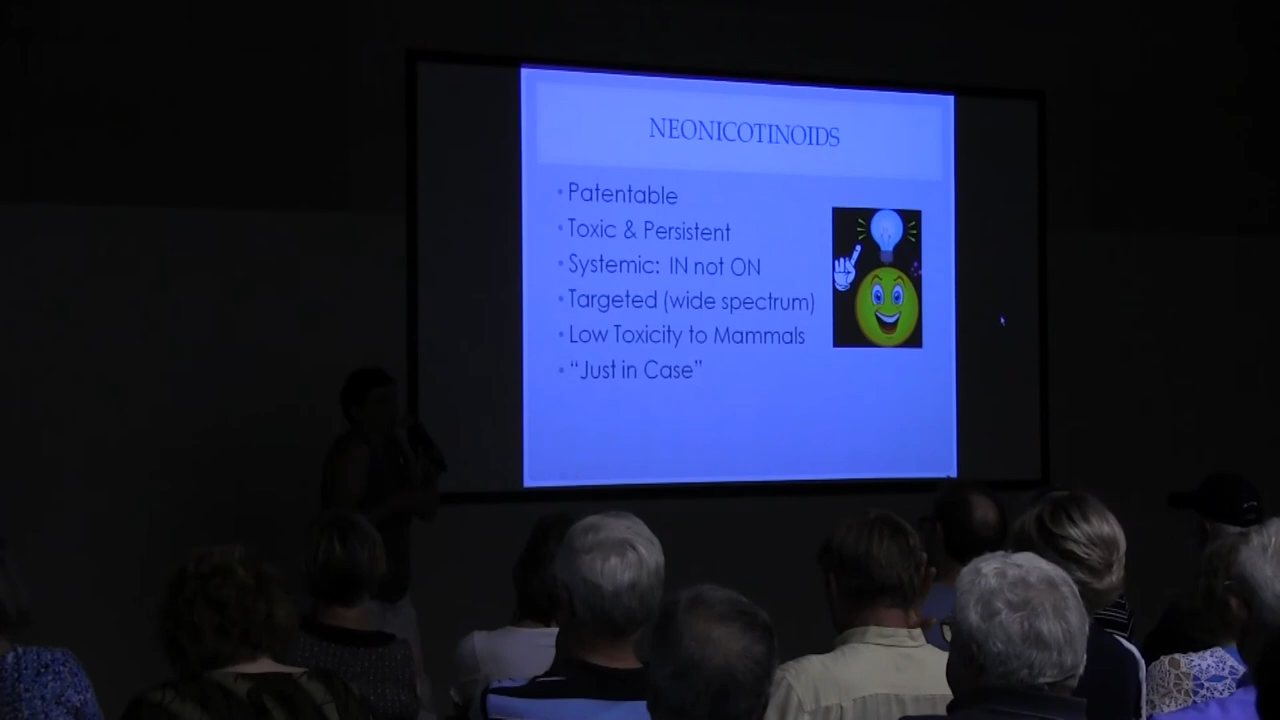 NEONICOTINOIDS
• Patentable
• Toxic & Persistent
• Systemic: IN not ON
• Targeted (wide spectrum)
• Low Toxicity to Mammals
• “Just in Case”